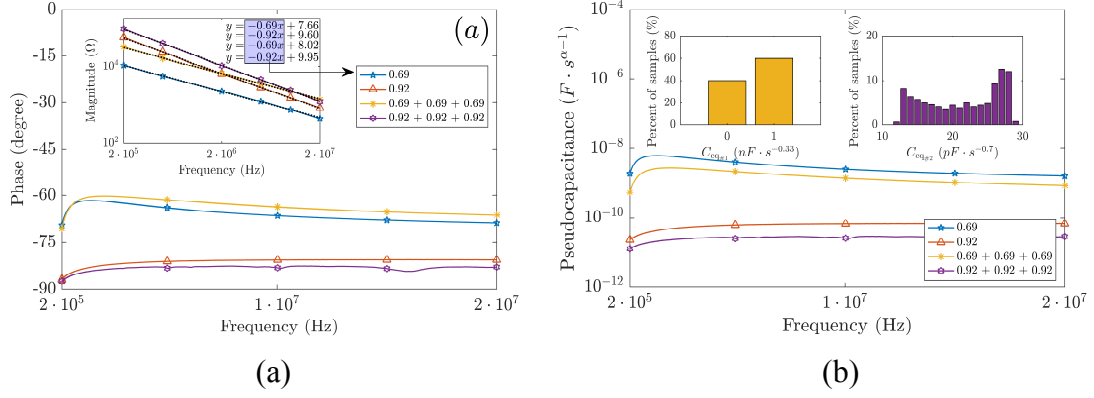 (a)
y = −0.69x + 7.66
y = −0.92x + 9.60
y = −0.69x + 8.02
y = −0.92x + 9.95
Magnitude (Ω)
10^4
10^2
2 · 10^5
2 · 10^6
2 · 10^7
Frequency (Hz)
0.69
0.92
0.69 + 0.69 + 0.69
0.92 + 0.92 + 0.92
Phase (degree)
0
-15
-30
-45
-60
-75
-90
2 · 10^5
1 · 10^7
2 · 10^7
Frequency (Hz)
(a)
Pseudocapacitance (F · s^{α−1})
10^{−4}
10^{−6}
10^{−8}
10^{−10}
10^{−12}
Percent of samples (%)
80
60
40
20
0
0
1
C_{eq#1} (nF · s^{−0.33})
Percent of samples (%)
20
10
0
10
20
30
C_{eq#2} (pF · s^{−0.7})
0.69
0.92
0.69 + 0.69 + 0.69
0.92 + 0.92 + 0.92
2 · 10^5
1 · 10^7
2 · 10^7
Frequency (Hz)
(b)